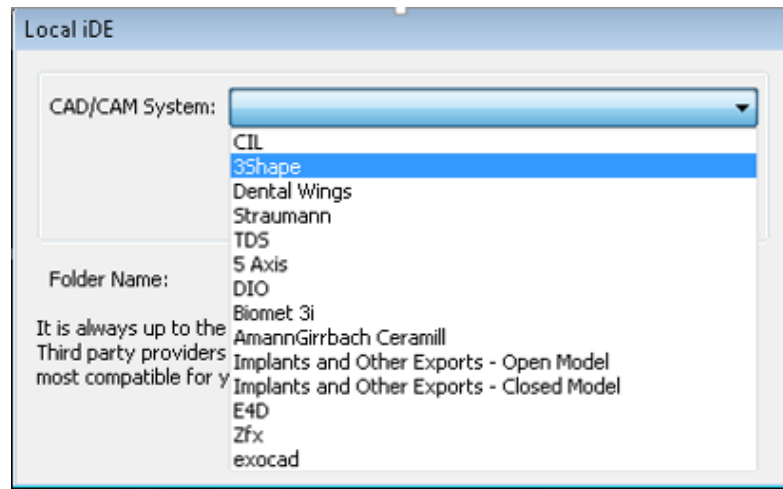 Local iDE
CAD/CAM System:
CIL
3Shape
Dental Wings
Straumann
TDS
5 Axis
DIO
Biomet 3i
AmannGirrbach Ceramill
Implants and Other Exports - Open Model
Implants and Other Exports - Closed Model
E4D
Zfx
exocad
Folder Name:
It is always up to the
Third party providers
most compatible for y